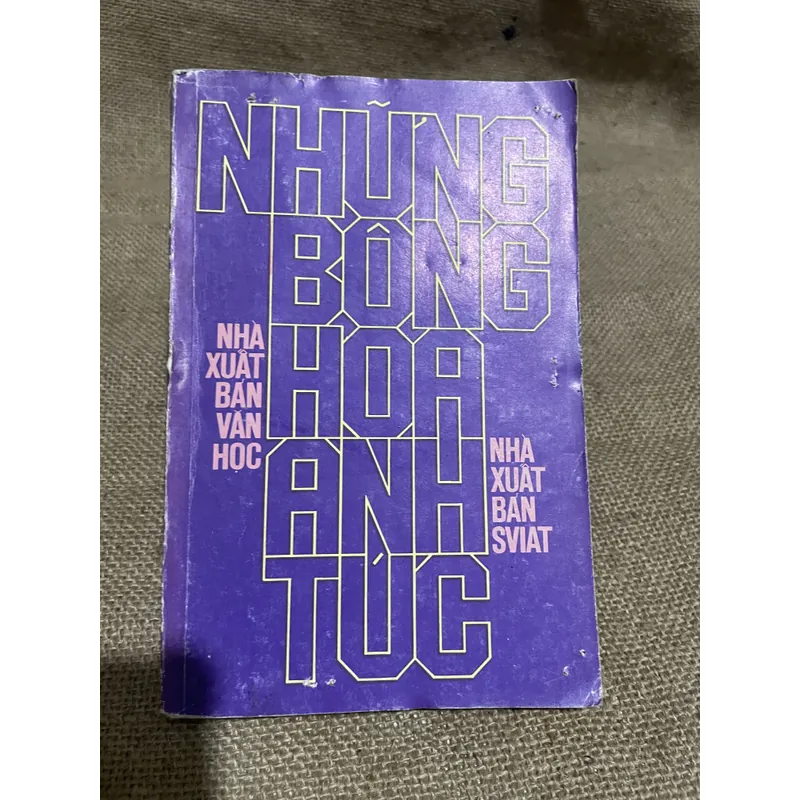 NHỮNG
BÔNG
HOA
ANH
TÚC
NHÀ
XUẤT
BẢN
VĂN
HỌC
NHÀ
XUẤT
BẢN
SVIAT